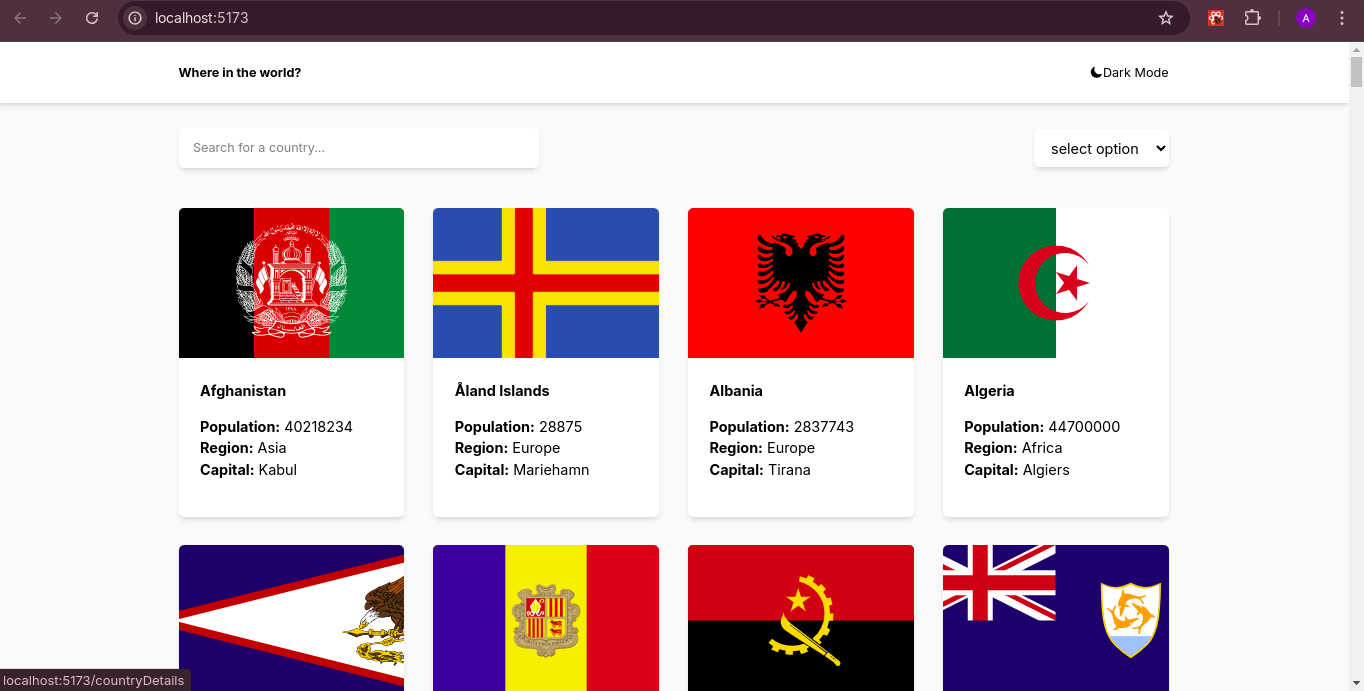 localhost:5173
A
Where in the world?
Dark Mode
Search for a country...
select option
Afghanistan
Population: 40218234
Region: Asia
Capital: Kabul
Åland Islands
Population: 28875
Region: Europe
Capital: Mariehamn
Albania
Population: 2837743
Region: Europe
Capital: Tirana
Algeria
Population: 44700000
Region: Africa
Capital: Algiers
localhost:5173/countryDetails